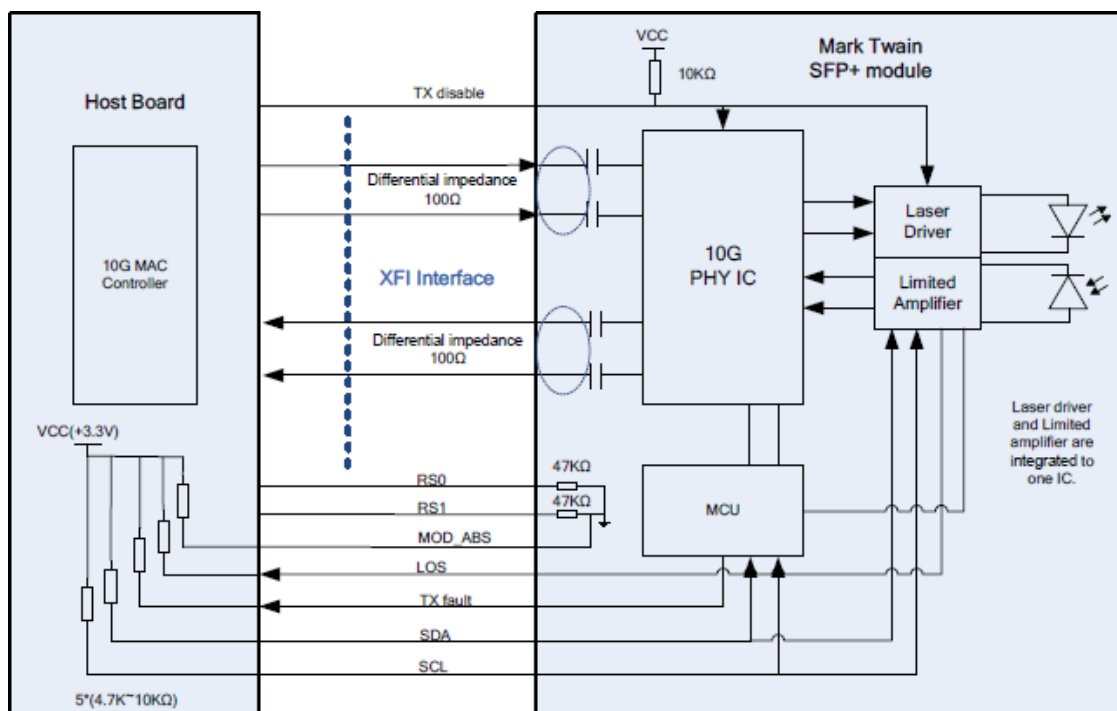 VCC
Mark Twain
SFP+ module
10KΩ
TX disable
Host Board
Differential impedance
100Ω
Laser
Driver
10G MAC
Controller
XFI Interface
10G
PHY IC
Limited
Amplifier
Differential impedance
100Ω
Laser driver
and Limited
amplifier are
integrated to
one IC.
VCC(+3.3V)
47KΩ
RS0
47KΩ
RS1
MCU
MOD_ABS
LOS
TX fault
SDA
SCL
5*(4.7K~10KΩ)